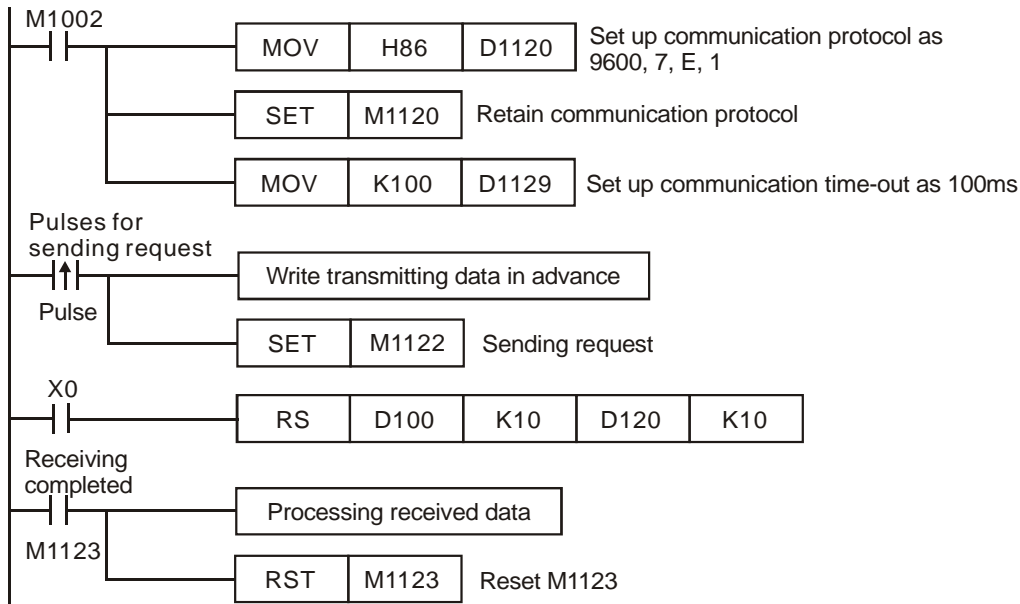 M1002
MOV H86 D1120 Set up communication protocol as
9600, 7, E, 1
SET M1120 Retain communication protocol
MOV K100 D1129 Set up communication time-out as 100ms
Pulses for
sending request
Write transmitting data in advance
Pulse
SET M1122 Sending request
X0
RS D100 K10 D120 K10
Receiving
completed
Processing received data
M1123
RST M1123 Reset M1123